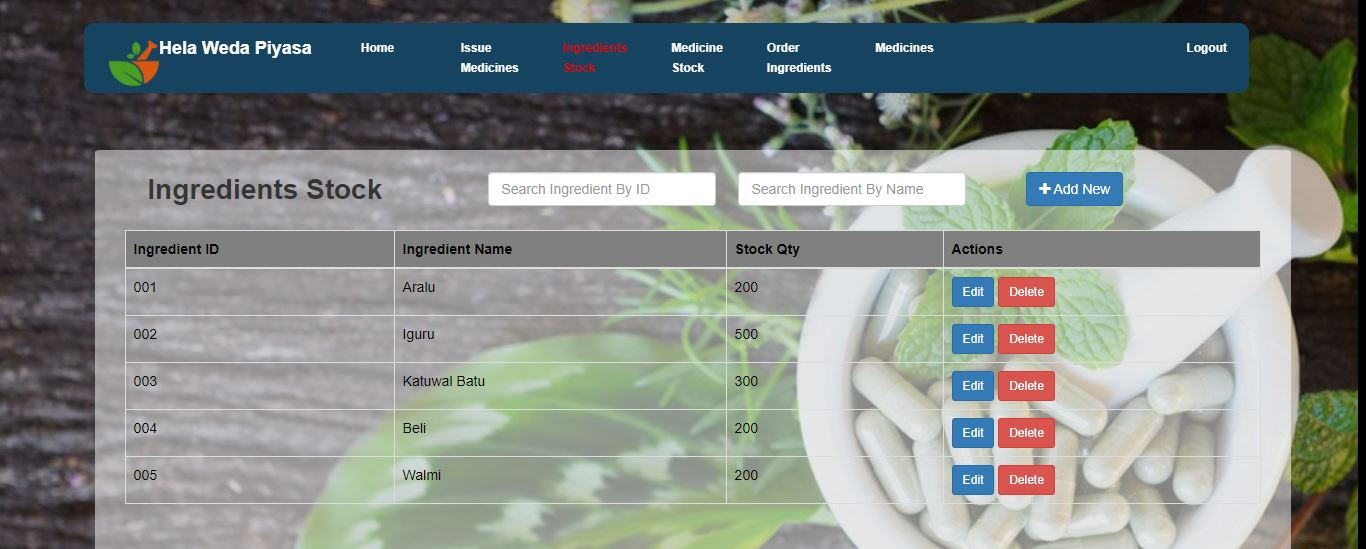 Hela Weda Piyasa Home Issue Ingredients Medicine Order Medicines Logout
Medicines Stock Stock Ingredients
Ingredients Stock Search Ingredient By ID Search Ingredient By Name Add New
Ingredient ID Ingredient Name Stock Qty Actions
001 Aralu 200 Edit Delete
002 Iguru 500 Edit Delete
003 Katuwal Batu 300 Edit Delete
004 Beli 200 Edit Delete
005 Walmi 200 Edit Delete